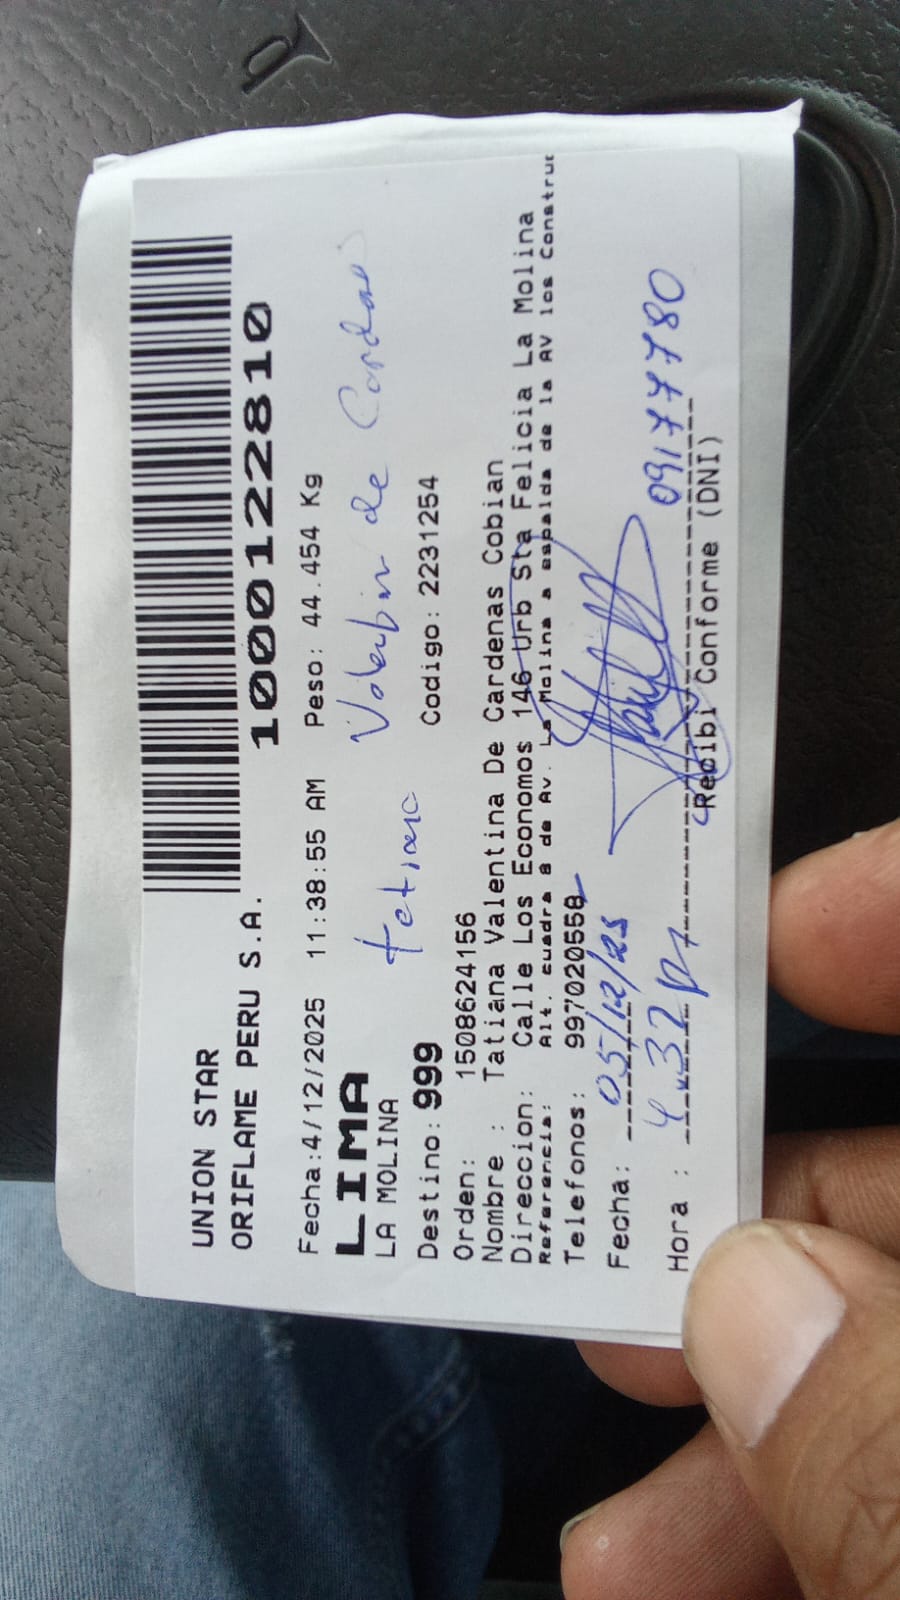 UNION STAR
ORIFLAME PERU S.A.
1000122810
Fecha:4/12/2025 11:38:55 AM Peso: 44.454 Kg
LIMA
LA MOLINA
tatiana Valentin de Cardenas
Destino: 999 Codigo: 2231254
Orden: 1508624156
Nombre : Tatiana Valentina De Cardenas Cobian
Direccion: Calle Los Economos 146 Urb Sta Felicia La Molina
Referencia: Alt. cuadra 8 de Av. La Molina a espalda de la AV los Construc
Telefonos: 997020558
Fecha: 05/12/25
Hora : 4:32 09177780
Recibi Conforme (DNI)